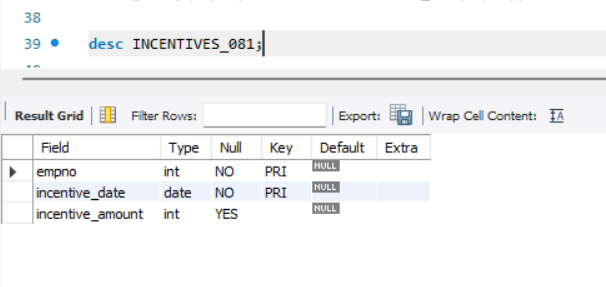 38
39 desc INCENTIVES_081;
Result Grid Filter Rows: Export: Wrap Cell Content: IA
Field Type Null Key Default Extra
empno int NO PRI NULL
incentive_date date NO PRI NULL
incentive_amount int YES NULL